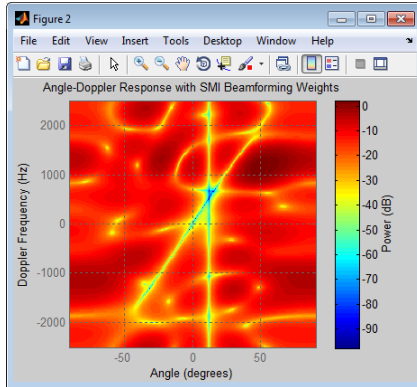 Figure 2
File Edit View Insert Tools Desktop Window Help
Angle-Doppler Response with SMI Beamforming Weights
Doppler Frequency (Hz)
2000
1000
0
-1000
-2000
-50 0 50
Angle (degrees)
0
-10
-20
-30
-40
-50
-60
-70
-80
-90
Power (dB)